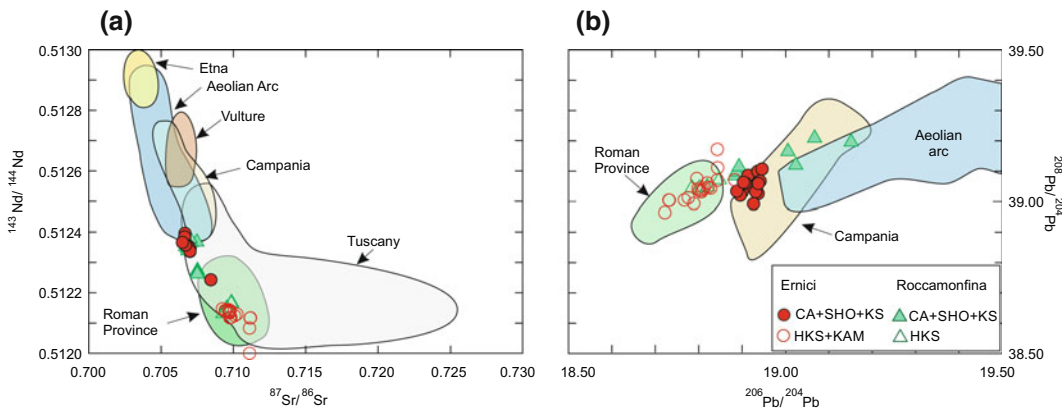 (a)
0.5130
0.5128
0.5126
0.5124
0.5122
0.5120
¹⁴³Nd/ ¹⁴⁴Nd
Etna
Aeolian Arc
Vulture
Campania
Tuscany
Roman
Province
0.700
0.705
0.710
0.715
0.720
0.725
0.730
⁸⁷Sr/⁸⁶Sr
(b)
39.50
39.00
38.50
²⁰⁸Pb/²⁰⁴Pb
Roman
Province
Aeolian
arc
Campania
Ernici
Roccamonfina
CA+SHO+KS
CA+SHO+KS
HKS+KAM
HKS
18.50
19.00
19.50
²⁰⁶Pb/²⁰⁴Pb